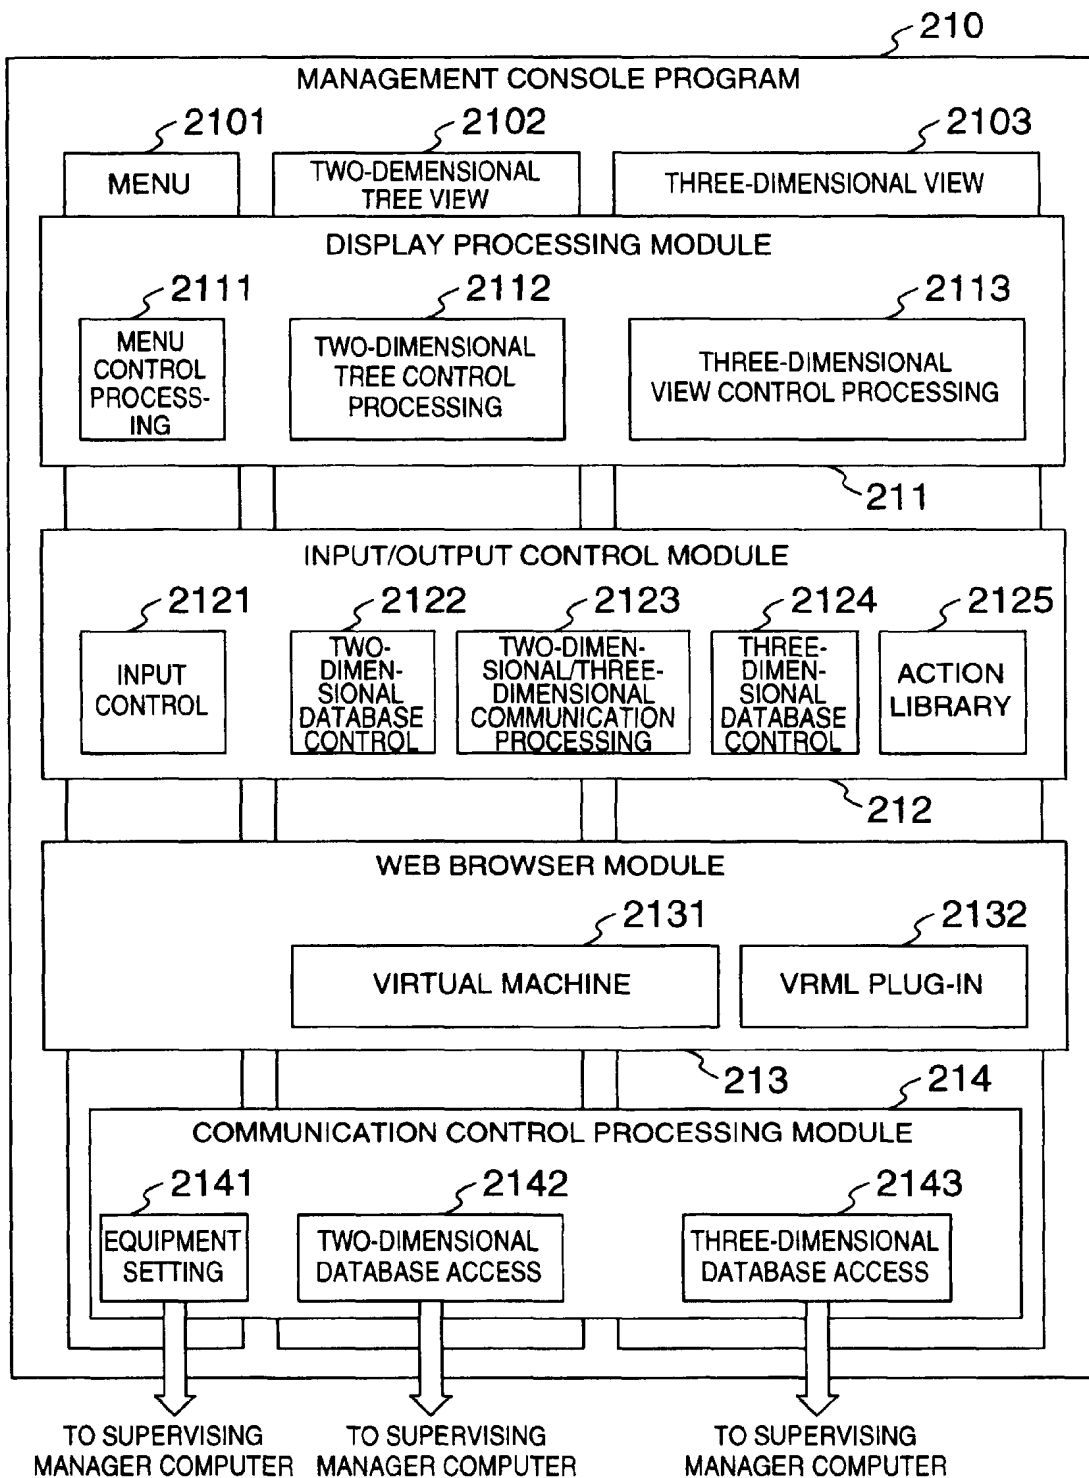 210
MANAGEMENT CONSOLE PROGRAM
2101
2102
2103
MENU
TWO-DEMENSIONAL
TREE VIEW
THREE-DIMENSIONAL VIEW
DISPLAY PROCESSING MODULE
2111
2112
2113
MENU
CONTROL
PROCESS-
ING
TWO-DIMENSIONAL
TREE CONTROL
PROCESSING
THREE-DIMENSIONAL
VIEW CONTROL PROCESSING
211
INPUT/OUTPUT CONTROL MODULE
2121
2122
2123
2124
2125
INPUT
CONTROL
TWO-
DIMEN-
SIONAL
DATABASE
CONTROL
TWO-DIMEN-
SIONAL/THREE-
DIMENSIONAL
COMMUNICATION
PROCESSING
THREE-
DIMEN-
SIONAL
DATABASE
CONTROL
ACTION
LIBRARY
212
WEB BROWSER MODULE
2131
2132
VIRTUAL MACHINE
VRML PLUG-IN
213
214
COMMUNICATION CONTROL PROCESSING MODULE
2141
2142
2143
EQUIPMENT
SETTING
TWO-DIMENSIONAL
DATABASE ACCESS
THREE-DIMENSIONAL
DATABASE ACCESS
TO SUPERVISING
MANAGER COMPUTER
TO SUPERVISING
MANAGER COMPUTER
TO SUPERVISING
MANAGER COMPUTER